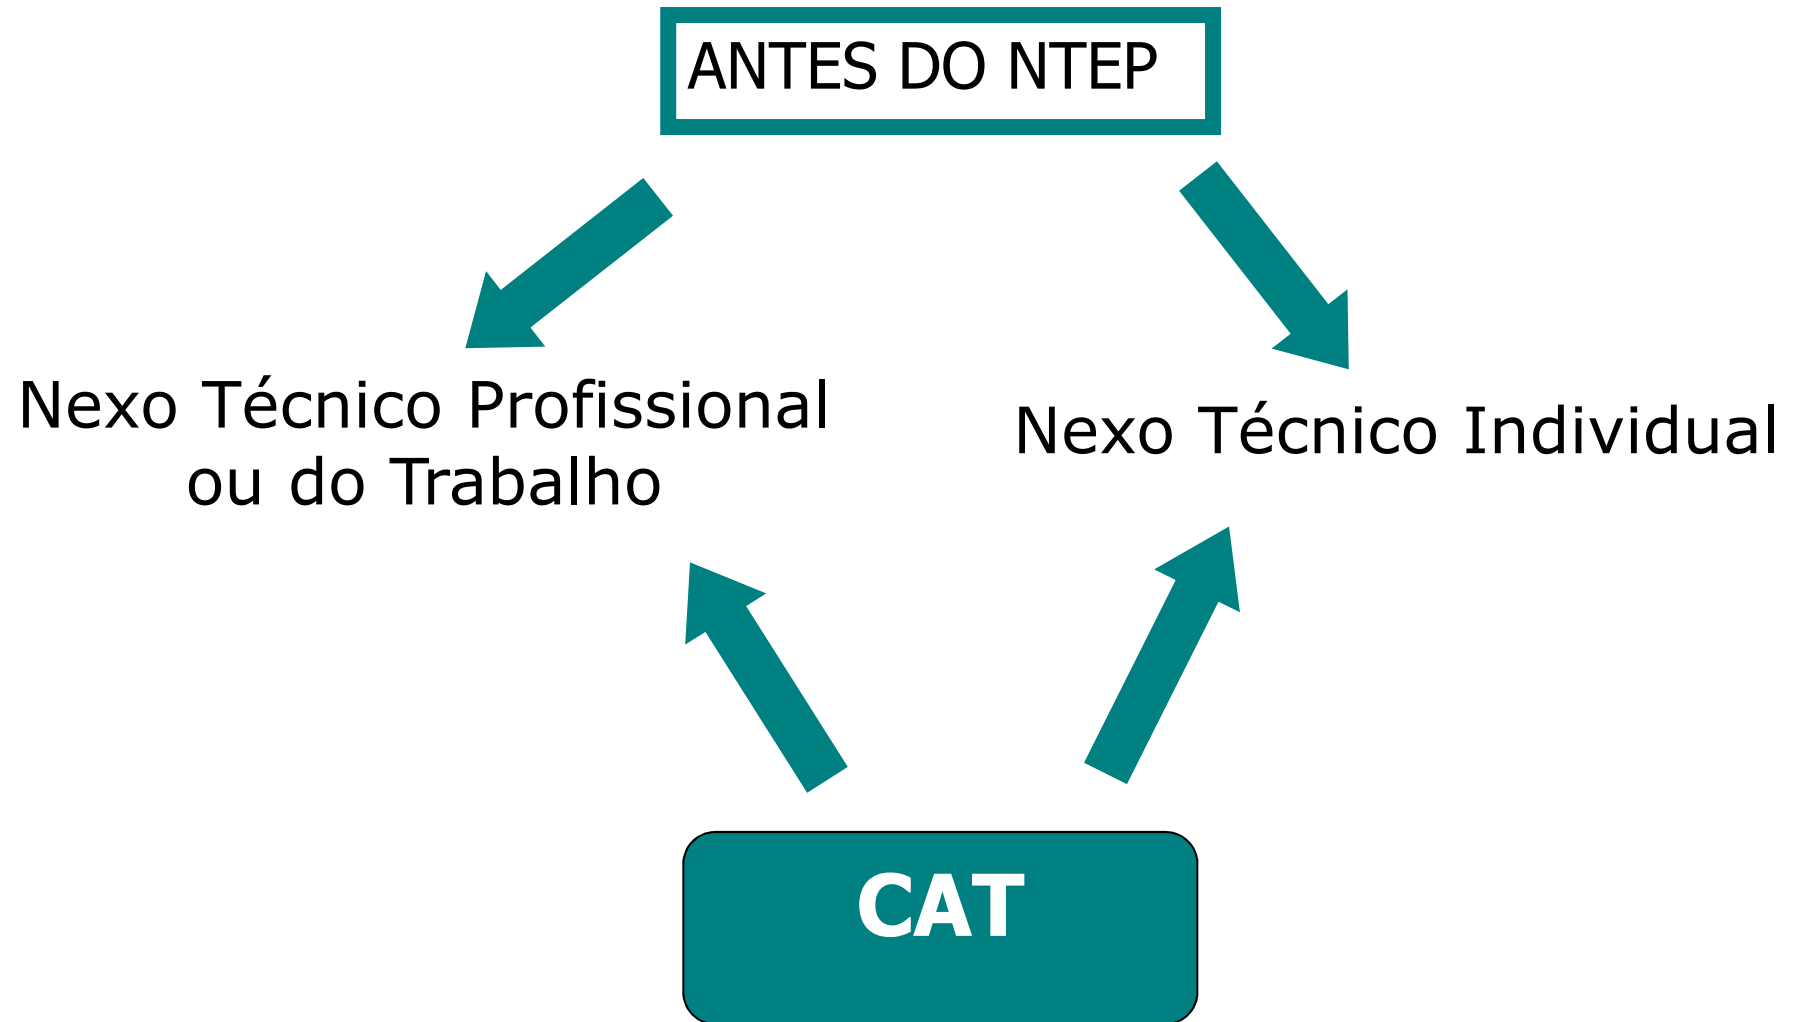 ANTES DO NTEP
Nexo Técnico Profissional
ou do Trabalho
Nexo Técnico Individual
CAT